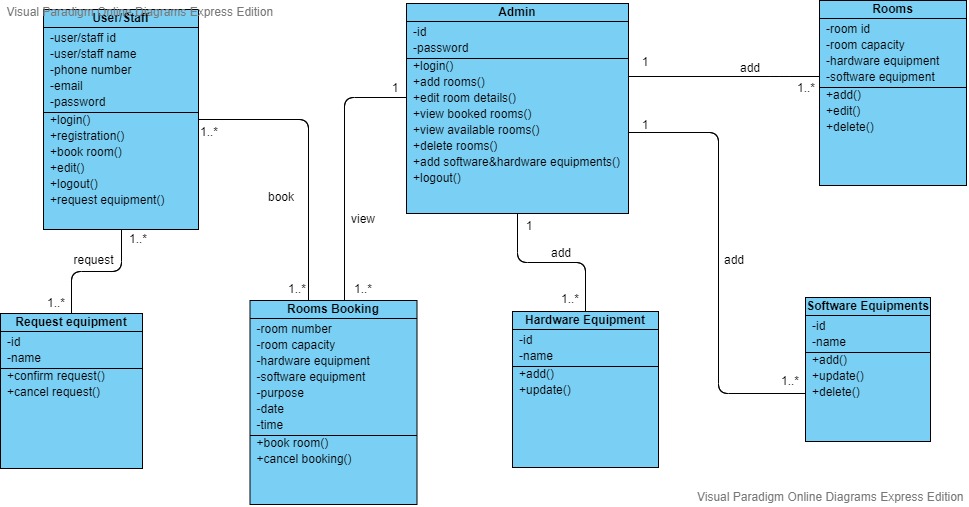 Visual Paradigm Online Diagrams Express Edition
User/Staff
-user/staff id
-user/staff name
-phone number
-email
-password
+login()
+registration()
+book room()
+edit()
+logout()
+request equipment()
Admin
-id
-password
+login()
+add rooms()
+edit room details()
+view booked rooms()
+view available rooms()
+delete rooms()
+add software&hardware equipments()
+logout()
Rooms
-room id
-room capacity
-hardware equipment
-software equipment
+add()
+edit()
+delete()
1
add
1..*
1
1..*
1
book
view
1..*
request
1..*
1..*
1..*
1
add
1..*
add
1..*
Request equipment
-id
-name
+confirm request()
+cancel request()
Rooms Booking
-room number
-room capacity
-hardware equipment
-software equipment
-purpose
-date
-time
+book room()
+cancel booking()
Hardware Equipment
-id
-name
+add()
+update()
Software Equipments
-id
-name
+add()
+update()
+delete()
Visual Paradigm Online Diagrams Express Edition